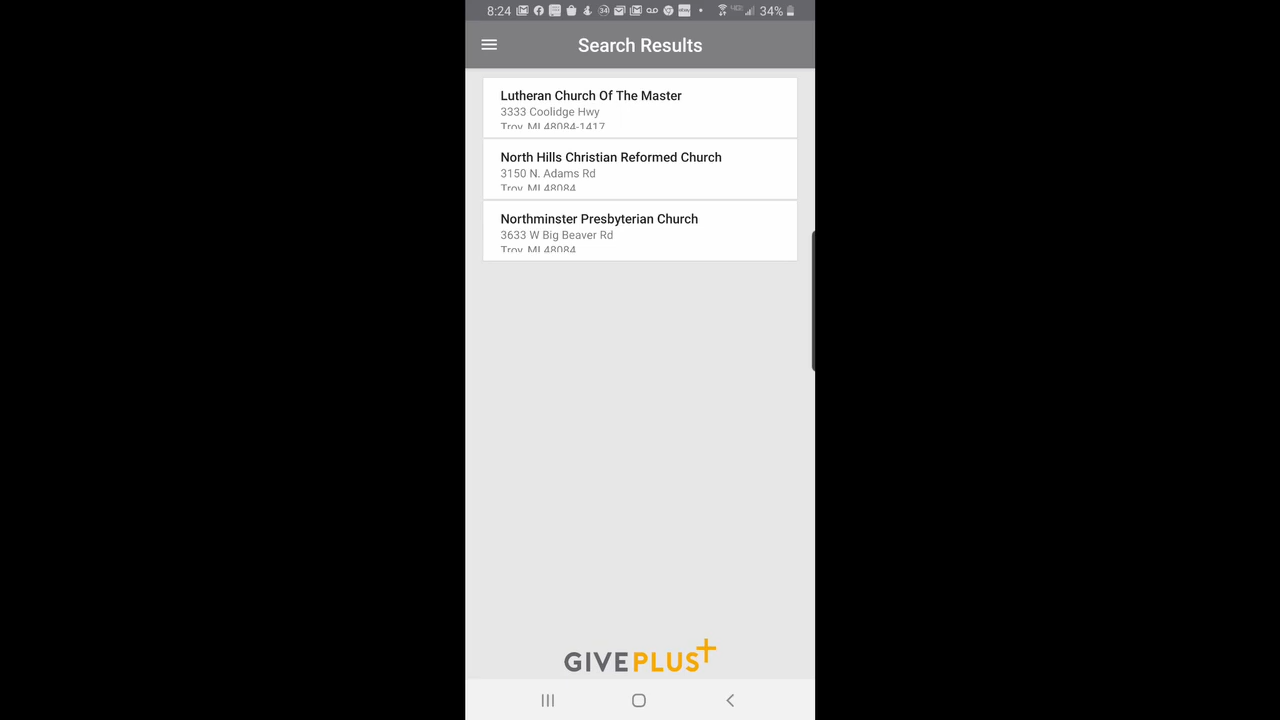 8:24 34%
Search Results
Lutheran Church Of The Master
3333 Coolidge Hwy
Troy, MI 48084-1417
North Hills Christian Reformed Church
3150 N. Adams Rd
Troy, MI 48084
Northminster Presbyterian Church
3633 W Big Beaver Rd
Troy, MI 48084
GIVEPLUS+